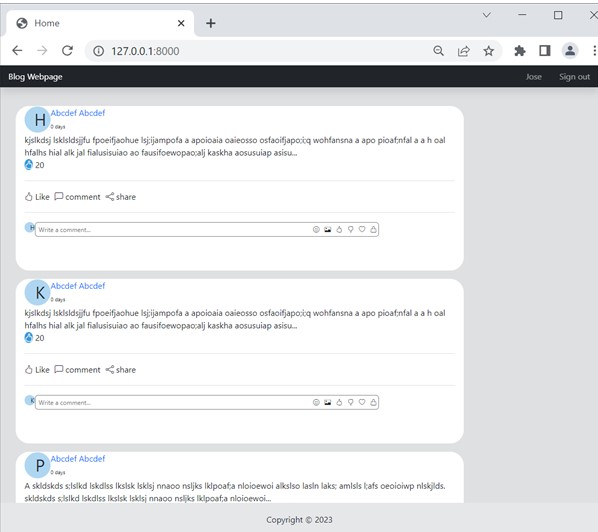 Home
127.0.0.1:8000
Blog Webpage Jose Sign out
H Abcdef Abcdef
0 days
kjslkdsj lsklsldsjjfu fpoeifjaohue lsj;ijampofa a apoioaia oaieosso osfaoifjapo;i;q wohfansna a apo pioaf;nfal a a h oal
hfalhs hial alk jal fialusisuiao ao fausifoewopao;alj kaskha aosusuiap asisu...
20
Like comment share
H Write a comment...
K Abcdef Abcdef
0 days
kjslkdsj lsklsldsjjfu fpoeifjaohue lsj;ijampofa a apoioaia oaieosso osfaoifjapo;i;q wohfansna a apo pioaf;nfal a a h oal
hfalhs hial alk jal fialusisuiao ao fausifoewopao;alj kaskha aosusuiap asisu...
20
Like comment share
K Write a comment...
P Abcdef Abcdef
0 days
A skldskds s;lslkd lskdlss lkslsk lsklsj nnaoo nsljks lklpoaf;a nloioewoi alkslso lasln laks; amlsls l;afs oeoioiwp nlskjlds.
skldskds s;lslkd lskdlss lkslsk lsklsj nnaoo nsljks lklpoaf;a nloioewoi...
Copyright © 2023